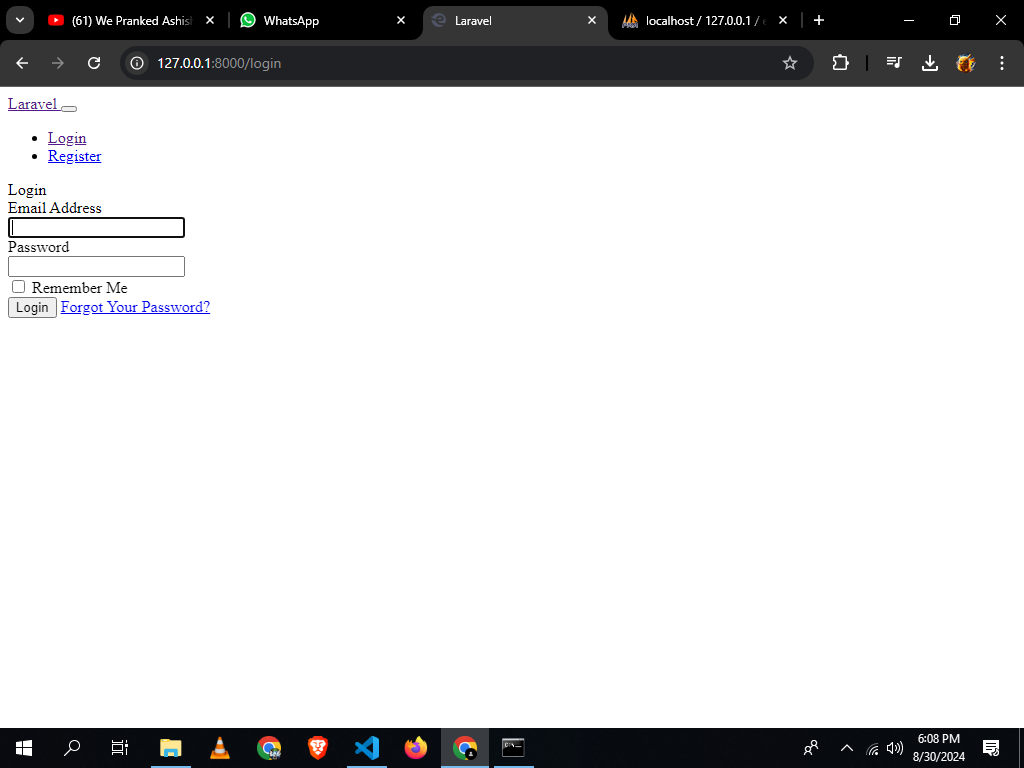 (61) We Pranked Ashish
WhatsApp
Laravel
localhost / 127.0.0.1 /
127.0.0.1:8000/login
Laravel
Login
Register
Login
Email Address
Password
Remember Me
Login Forgot Your Password?
6:08 PM
8/30/2024